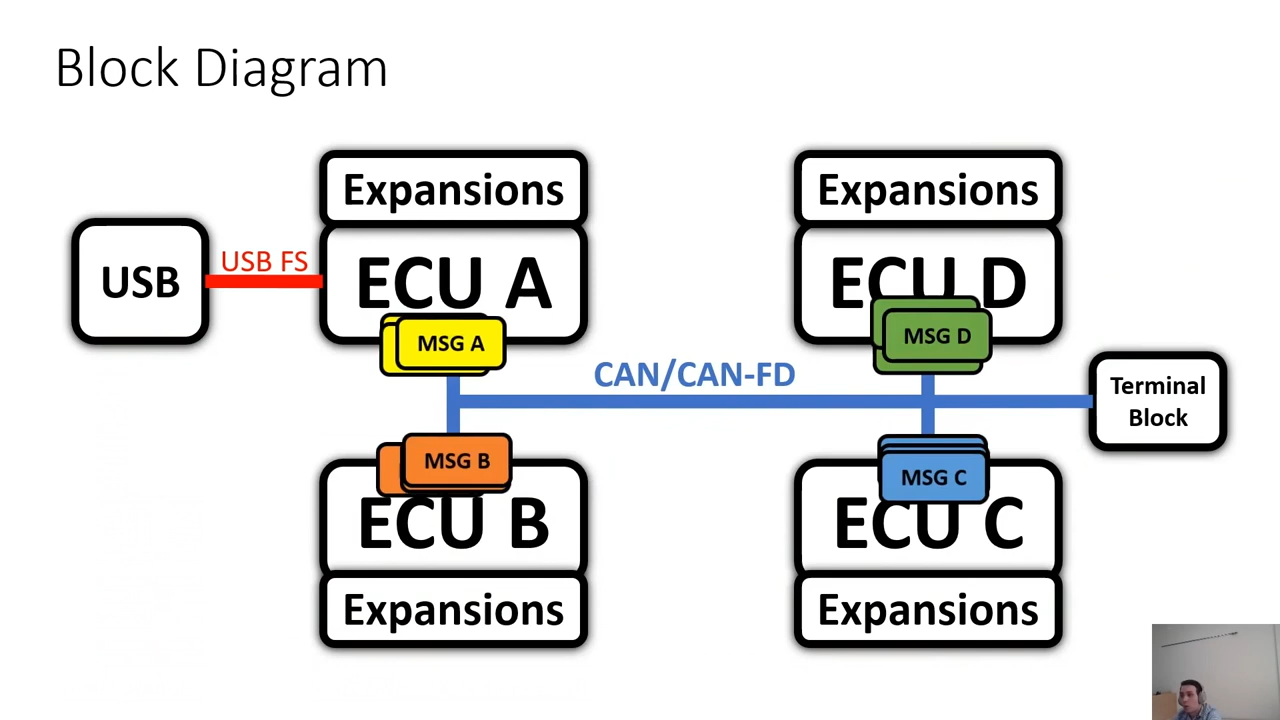 Block Diagram
Expansions
Expansions
USB
USB FS
ECU A
ECU D
MSG A
MSG D
CAN/CAN-FD
Terminal
Block
MSG B
MSG C
ECU B
ECU C
Expansions
Expansions